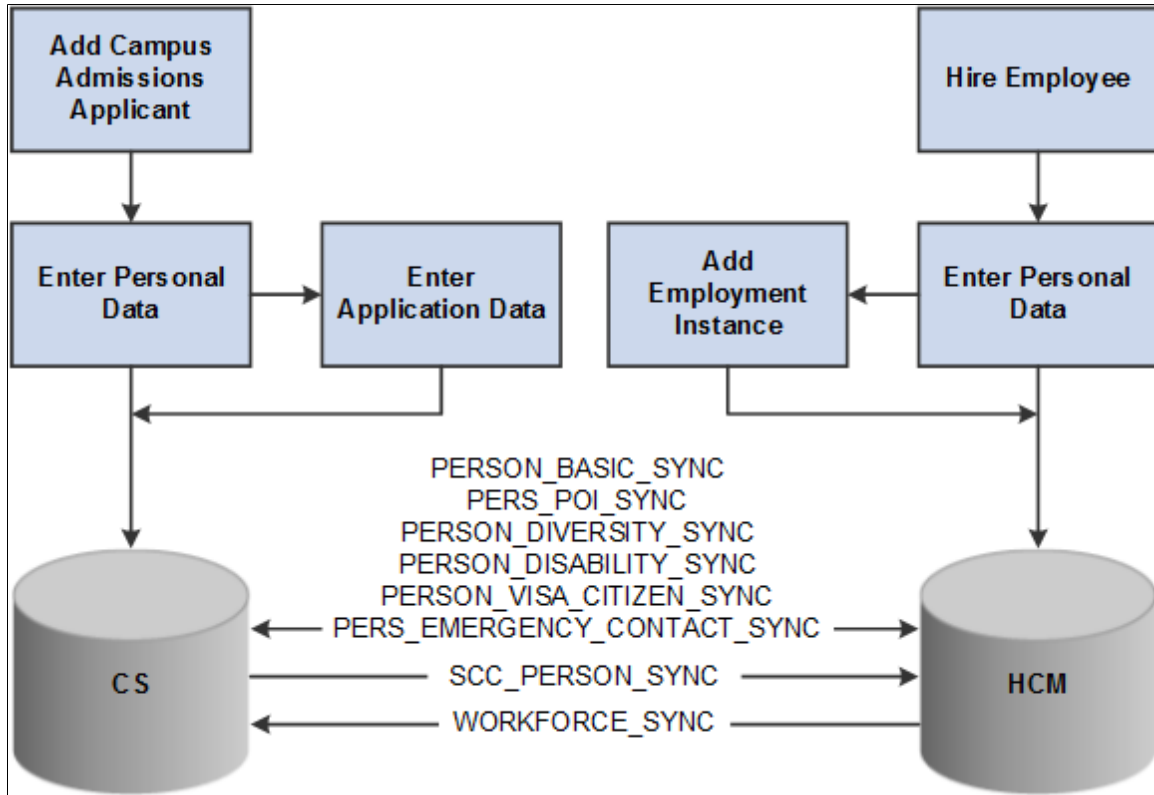 Add Campus
Admissions
Applicant
Hire Employee
Enter Personal
Data
Enter
Application Data
Add
Employment
Instance
Enter Personal
Data
PERSON_BASIC_SYNC
PERS_POI_SYNC
PERSON_DIVERSITY_SYNC
PERSON_DISABILITY_SYNC
PERSON_VISA_CITIZEN_SYNC
PERS_EMERGENCY_CONTACT_SYNC
CS
SCC_PERSON_SYNC
HCM
WORKFORCE_SYNC